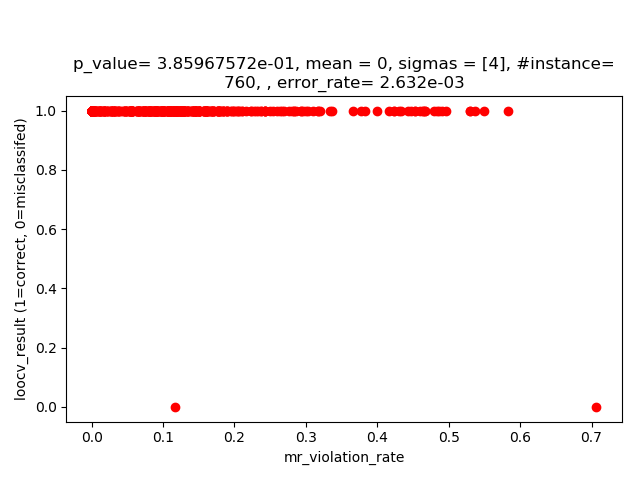 p_value= 3.85967572e-01, mean = 0, sigmas = [4], #instance=
760, , error_rate= 2.632e-03
1.0
0.8
0.6
0.4
0.2
0.0
loocv_result (1=correct, 0=misclassifed)
0.0 0.1 0.2 0.3 0.4 0.5 0.6 0.7
mr_violation_rate